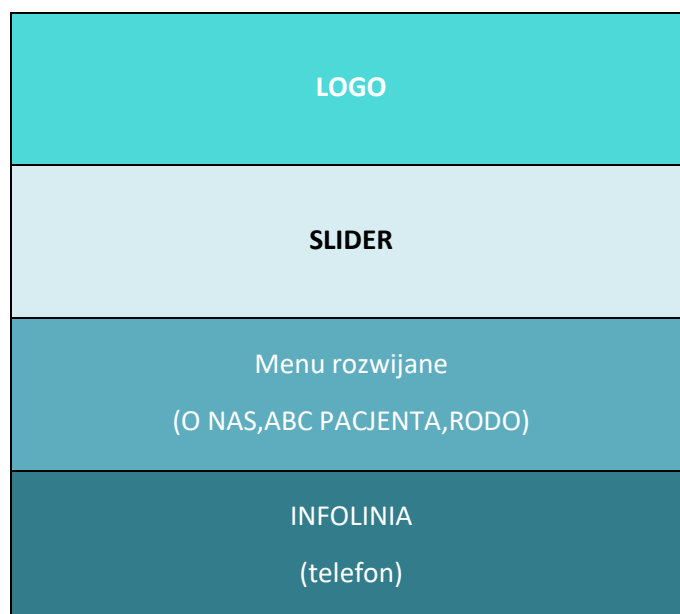 LOGO
SLIDER
Menu rozwijane
(O NAS,ABC PACJENTA,RODO)
INFOLINIA
(telefon)